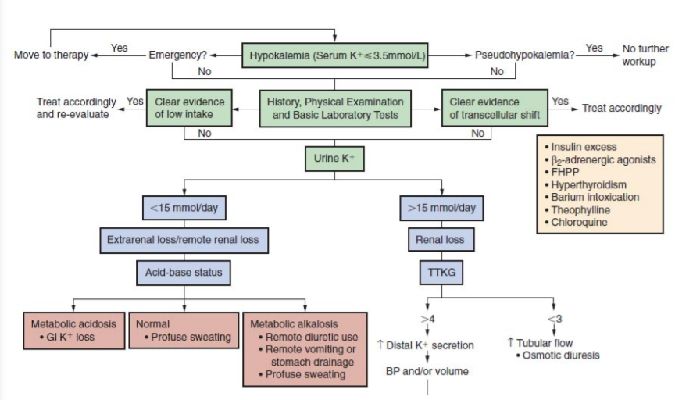 Move to therapy
Yes
Emergency?
Hypokalemia (Serum K+⩽3.5mmol/L)
Pseudohypokalemia?
Yes
No further
workup
No
No
Treat accordingly
and re-evaluate
Yes
Clear evidence
of low intake
History, Physical Examination
and Basic Laboratory Tests
Clear evidence
of transcellular shift
Yes
Treat accordingly
No
No
Urine K+
• Insulin excess
• β2-adrenergic agonists
• FHPP
• Hyperthyroidism
• Barium intoxication
• Theophylline
• Chloroquine
<15 mmol/day
>15 mmol/day
Extrarenal loss/remote renal loss
Renal loss
Acid-base status
TTKG
Metabolic acidosis
• GI K+ loss
Normal
• Profuse sweating
Metabolic alkalosis
• Remote diuretic use
• Remote vomiting or
stomach drainage
• Profuse sweating
>4
<3
↑ Distal K+ secretion
↑ Tubular flow
• Osmotic diuresis
BP and/or volume